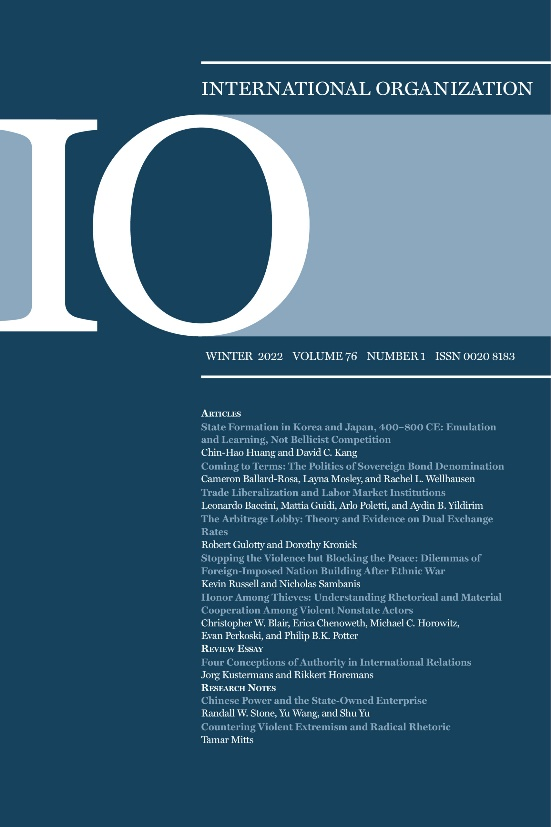 INTERNATIONAL ORGANIZATION
IO
WINTER 2022 VOLUME 76 NUMBER 1 ISSN 0020 8183
ARTICLES
State Formation in Korea and Japan, 400–800 CE: Emulation
and Learning, Not Bellicist Competition
Chin-Hao Huang and David C. Kang
Coming to Terms: The Politics of Sovereign Bond Denomination
Cameron Ballard-Rosa, Layna Mosley, and Rachel L. Wellhausen
Trade Liberalization and Labor Market Institutions
Leonardo Baccini, Mattia Guidi, Arlo Poletti, and Aydin B. Yildirim
The Arbitrage Lobby: Theory and Evidence on Dual Exchange
Rates
Robert Gulotty and Dorothy Kronick
Stopping the Violence but Blocking the Peace: Dilemmas of
Foreign-Imposed Nation Building After Ethnic War
Kevin Russell and Nicholas Sambanis
Honor Among Thieves: Understanding Rhetorical and Material
Cooperation Among Violent Nonstate Actors
Christopher W. Blair, Erica Chenoweth, Michael C. Horowitz,
Evan Perkoski, and Philip B.K. Potter
REVIEW ESSAY
Four Conceptions of Authority in International Relations
Jorg Kustermans and Rikkert Horemans
RESEARCH NOTES
Chinese Power and the State-Owned Enterprise
Randall W. Stone, Yu Wang, and Shu Yu
Countering Violent Extremism and Radical Rhetoric
Tamar Mitts